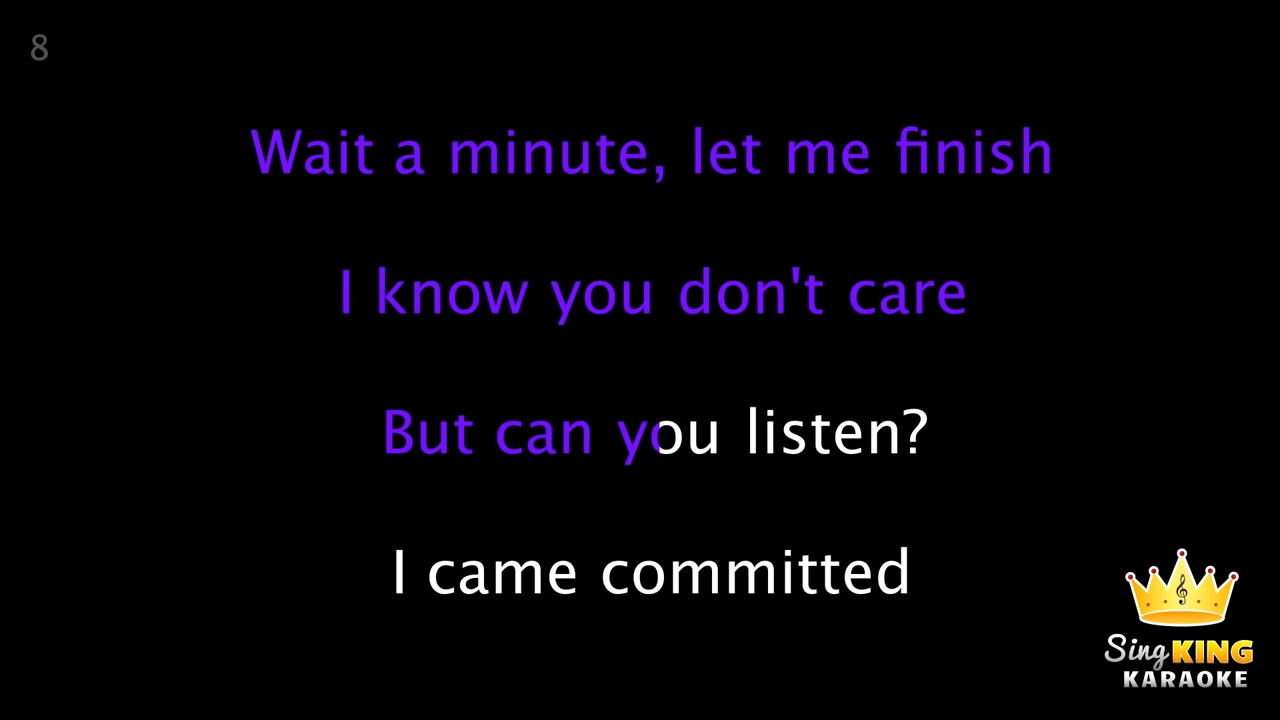 8
Wait a minute, let me finish
I know you don't care
But can you listen?
I came committed
Sing KING
KARAOKE